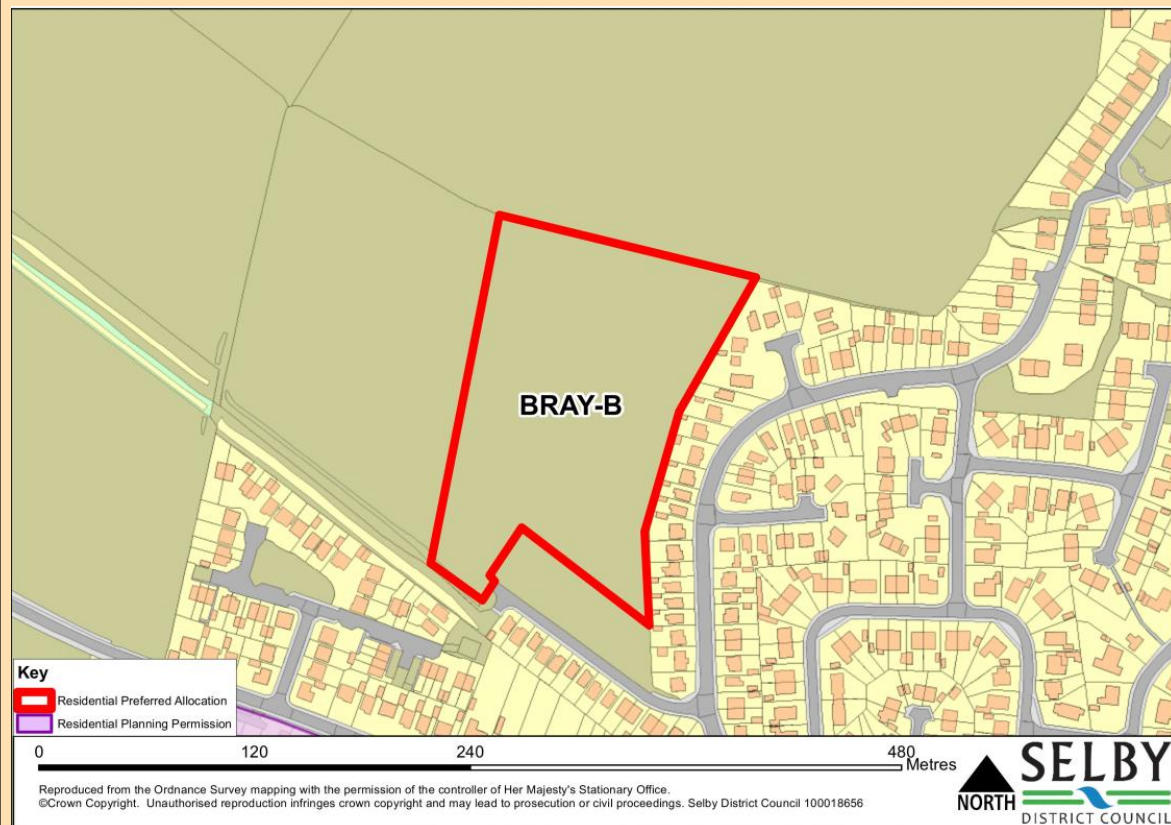 BRAY-B
Key
Residential Preferred Allocation
Residential Planning Permission
0 120 240 480
Metres
Reproduced from the Ordnance Survey mapping with the permission of the controller of Her Majesty's Stationary Office.
©Crown Copyright. Unauthorised reproduction infringes crown copyright and may lead to prosecution or civil proceedings. Selby District Council 100018656
NORTH
SELBY
DISTRICT COUNCIL